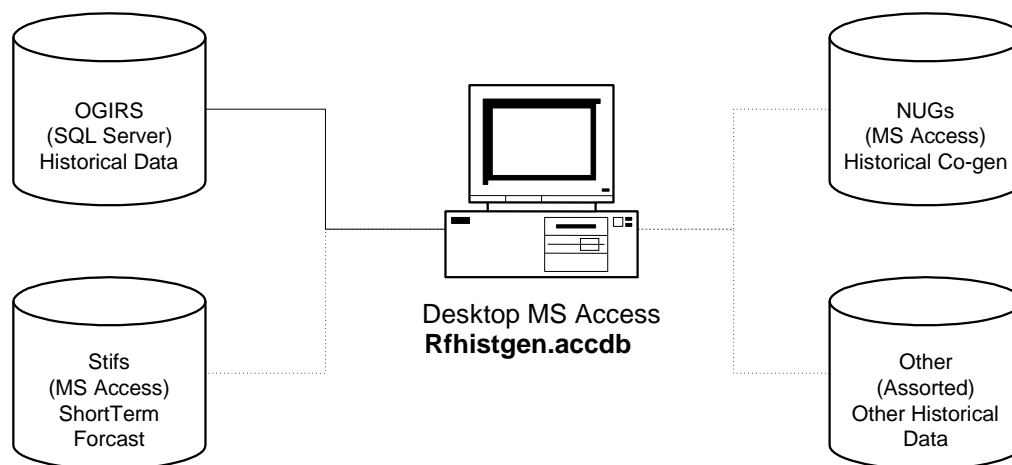 OGIRS
(SQL Server)
Historical Data
NUGs
(MS Access)
Historical Co-gen
Desktop MS Access
Rfhistgen.accdb
Stifs
(MS Access)
ShortTerm
Forcast
Other
(Assorted)
Other Historical
Data